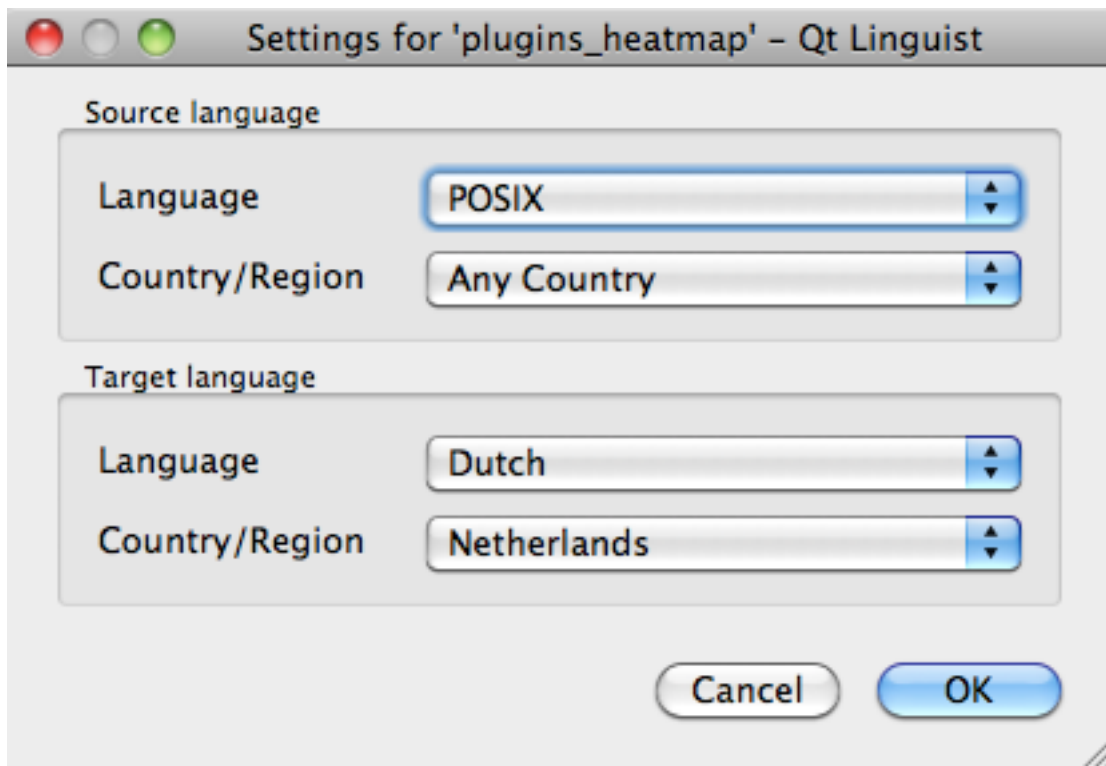 Settings for 'plugins_heatmap' – Qt Linguist
Source language
Language POSIX
Country/Region Any Country
Target language
Language Dutch
Country/Region Netherlands
Cancel OK